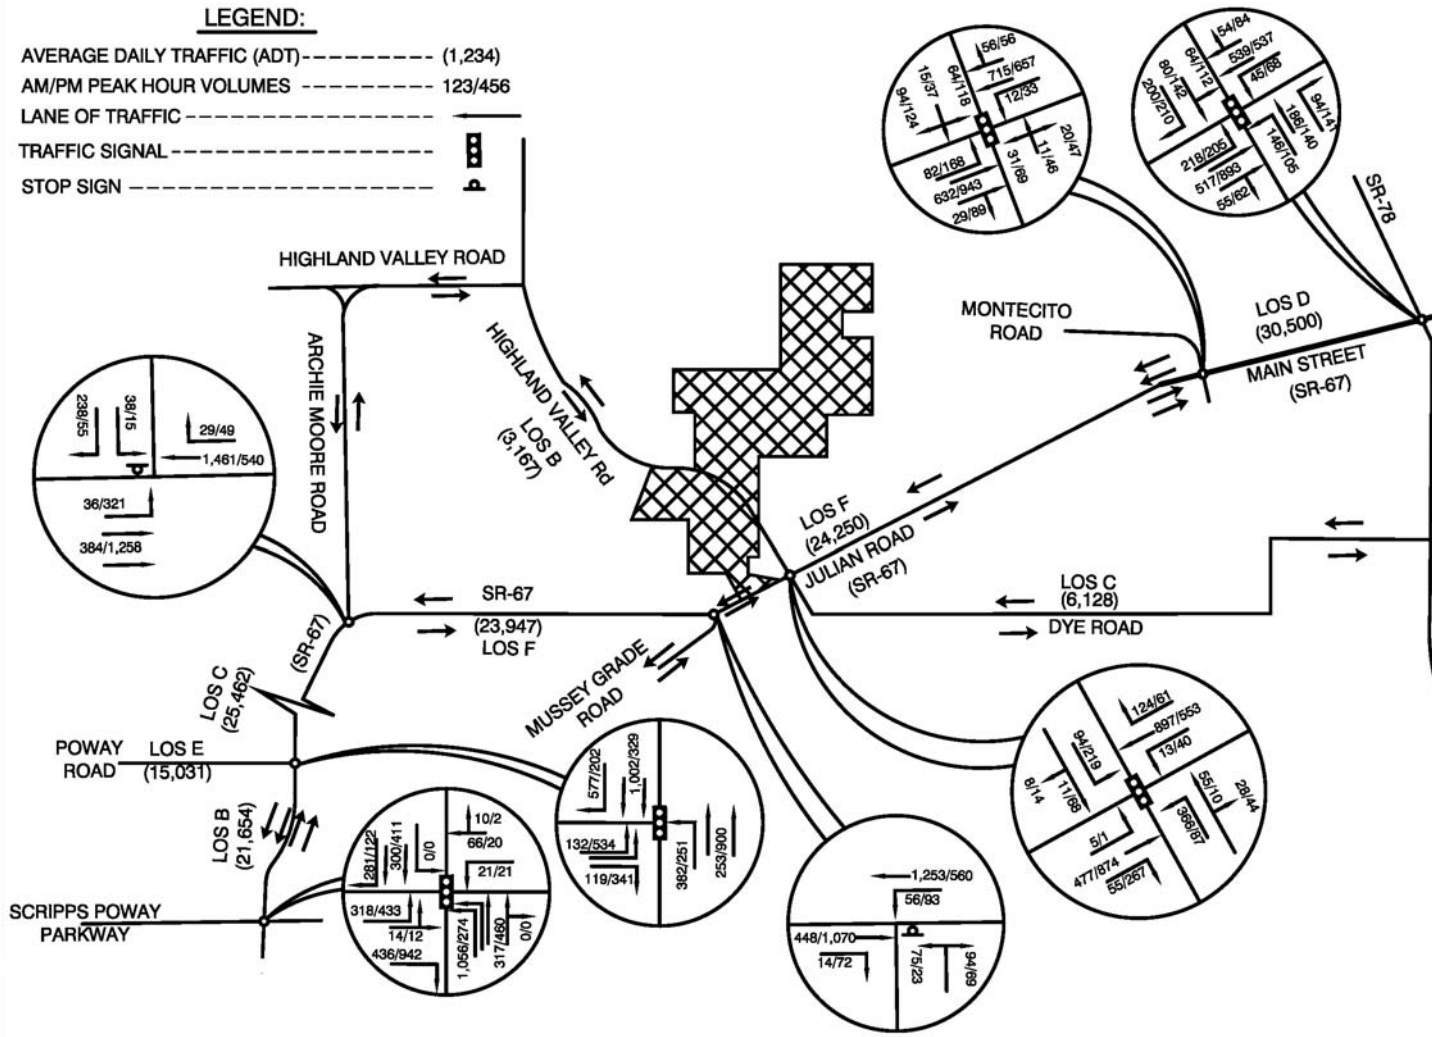 LEGEND:
AVERAGE DAILY TRAFFIC (ADT) (1,234)
AM/PM PEAK HOUR VOLUMES 123/456
LANE OF TRAFFIC
TRAFFIC SIGNAL
STOP SIGN
56/56
715/657
12/33
64/118
15/37
94/124
82/168
632/943
29/89
31/69
11/46
20/47
54/84
539/537
45/68
64/112
80/142
200/210
218/205
517/893
55/62
146/105
186/140
94/141
SR-78
HIGHLAND VALLEY ROAD
MONTECITO
ROAD
LOS D
(30,500)
MAIN STREET
(SR-67)
ARCHIE MOORE ROAD
HIGHLAND VALLEY Rd
LOS B
(3,167)
238/55
38/15
29/49
1,461/540
36/321
384/1,258
LOS F
(24,250)
JULIAN ROAD
(SR-67)
LOS C
(6,128)
DYE ROAD
SR-67
(23,947)
LOS F
(SR-67)
MUSSEY GRADE
ROAD
LOS C
(25,462)
POWAY
ROAD
LOS E
(15,031)
LOS B
(21,654)
SCRIPPS POWAY
PARKWAY
281/122
300/411
0/0
10/2
66/20
21/21
318/433
14/12
436/942
1,056/274
317/460
0/0
577/202
1,002/329
132/534
119/341
382/251
253/900
1,253/560
56/93
448/1,070
14/72
75/23
94/69
124/61
897/553
13/40
94/219
11/68
8/14
5/1
477/874
55/267
366/87
55/10
28/44